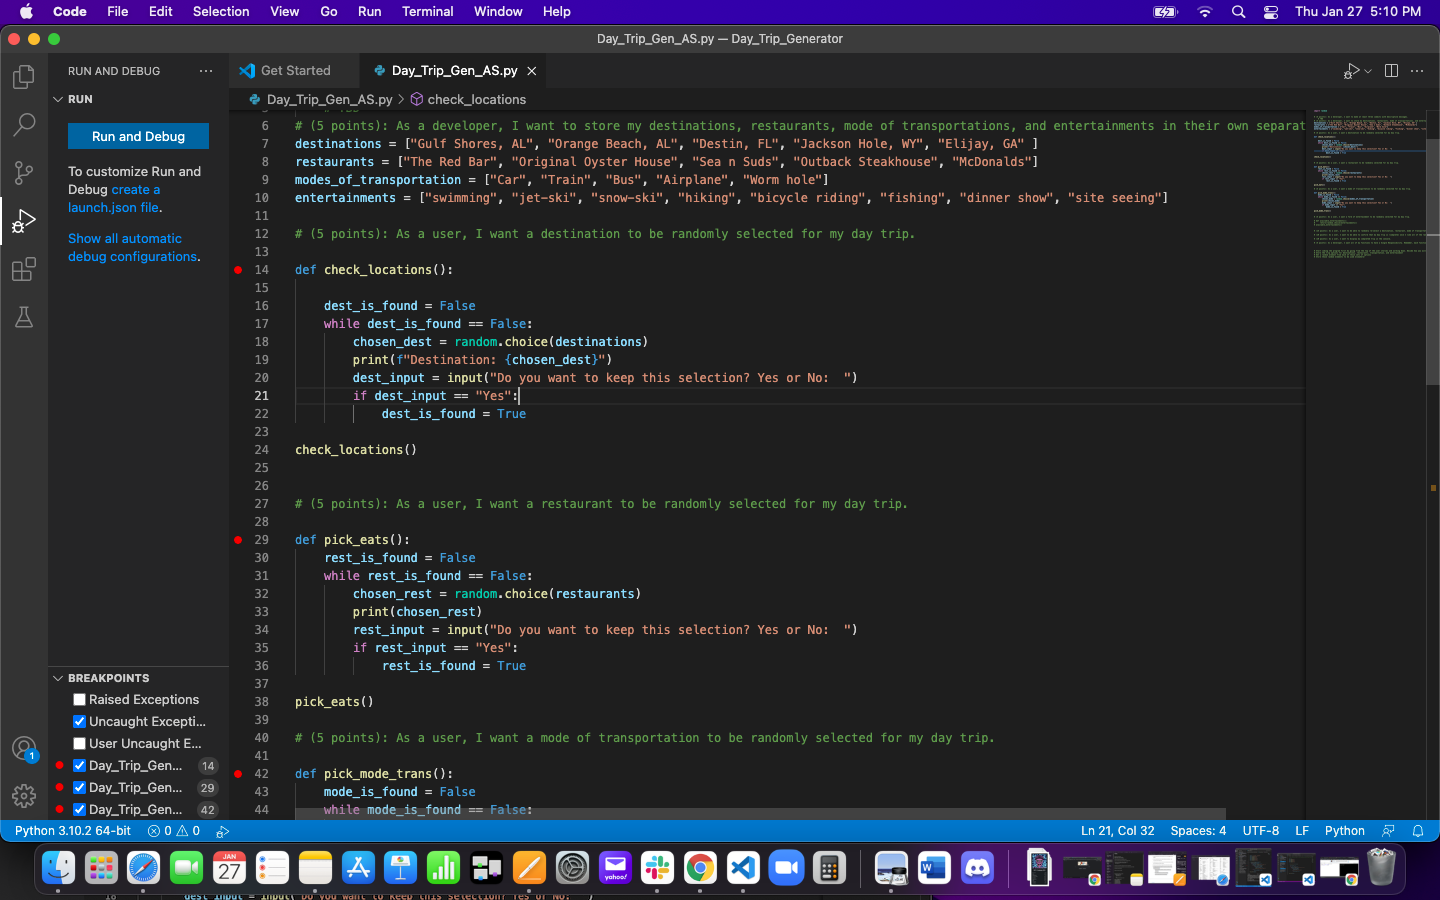 Code File Edit Selection View Go Run Terminal Window Help Thu Jan 27 5:10 PM
Day_Trip_Gen_AS.py — Day_Trip_Generator
RUN AND DEBUG ···
Get Started
Day_Trip_Gen_AS.py ×
RUN
Day_Trip_Gen_AS.py > check_locations
Run and Debug
To customize Run and
Debug create a
launch.json file.
Show all automatic
debug configurations.
6 # (5 points): As a developer, I want to store my destinations, restaurants, mode of transportations, and entertainments in their own separat
7 destinations = ["Gulf Shores, AL", "Orange Beach, AL", "Destin, FL", "Jackson Hole, WY", "Elijay, GA" ]
8 restaurants = ["The Red Bar", "Original Oyster House", "Sea n Suds", "Outback Steakhouse", "McDonalds"]
9 modes_of_transportation = ["Car", "Train", "Bus", "Airplane", "Worm hole"]
10 entertainments = ["swimming", "jet-ski", "snow-ski", "hiking", "bicycle riding", "fishing", "dinner show", "site seeing"]
11
12 # (5 points): As a user, I want a destination to be randomly selected for my day trip.
13
14 def check_locations():
15
16 dest_is_found = False
17 while dest_is_found == False:
18 chosen_dest = random.choice(destinations)
19 print(f"Destination: {chosen_dest}")
20 dest_input = input("Do you want to keep this selection? Yes or No:  ")
21 if dest_input == "Yes":
22 dest_is_found = True
23
24 check_locations()
25
26
27 # (5 points): As a user, I want a restaurant to be randomly selected for my day trip.
28
29 def pick_eats():
30 rest_is_found = False
31 while rest_is_found == False:
32 chosen_rest = random.choice(restaurants)
33 print(chosen_rest)
34 rest_input = input("Do you want to keep this selection? Yes or No:  ")
35 if rest_input == "Yes":
36 rest_is_found = True
37
38 pick_eats()
39
40 # (5 points): As a user, I want a mode of transportation to be randomly selected for my day trip.
41
42 def pick_mode_trans():
43 mode_is_found = False
44 while mode_is_found == False:
BREAKPOINTS
Raised Exceptions
Uncaught Excepti...
User Uncaught E...
Day_Trip_Gen... 14
Day_Trip_Gen... 29
Day_Trip_Gen... 42
1
Python 3.10.2 64-bit 0 0 Ln 21, Col 32 Spaces: 4 UTF-8 LF Python
JAN
27
yahoo!
18 dest_input = input("Do you want to keep this selection? Yes or No:  ")